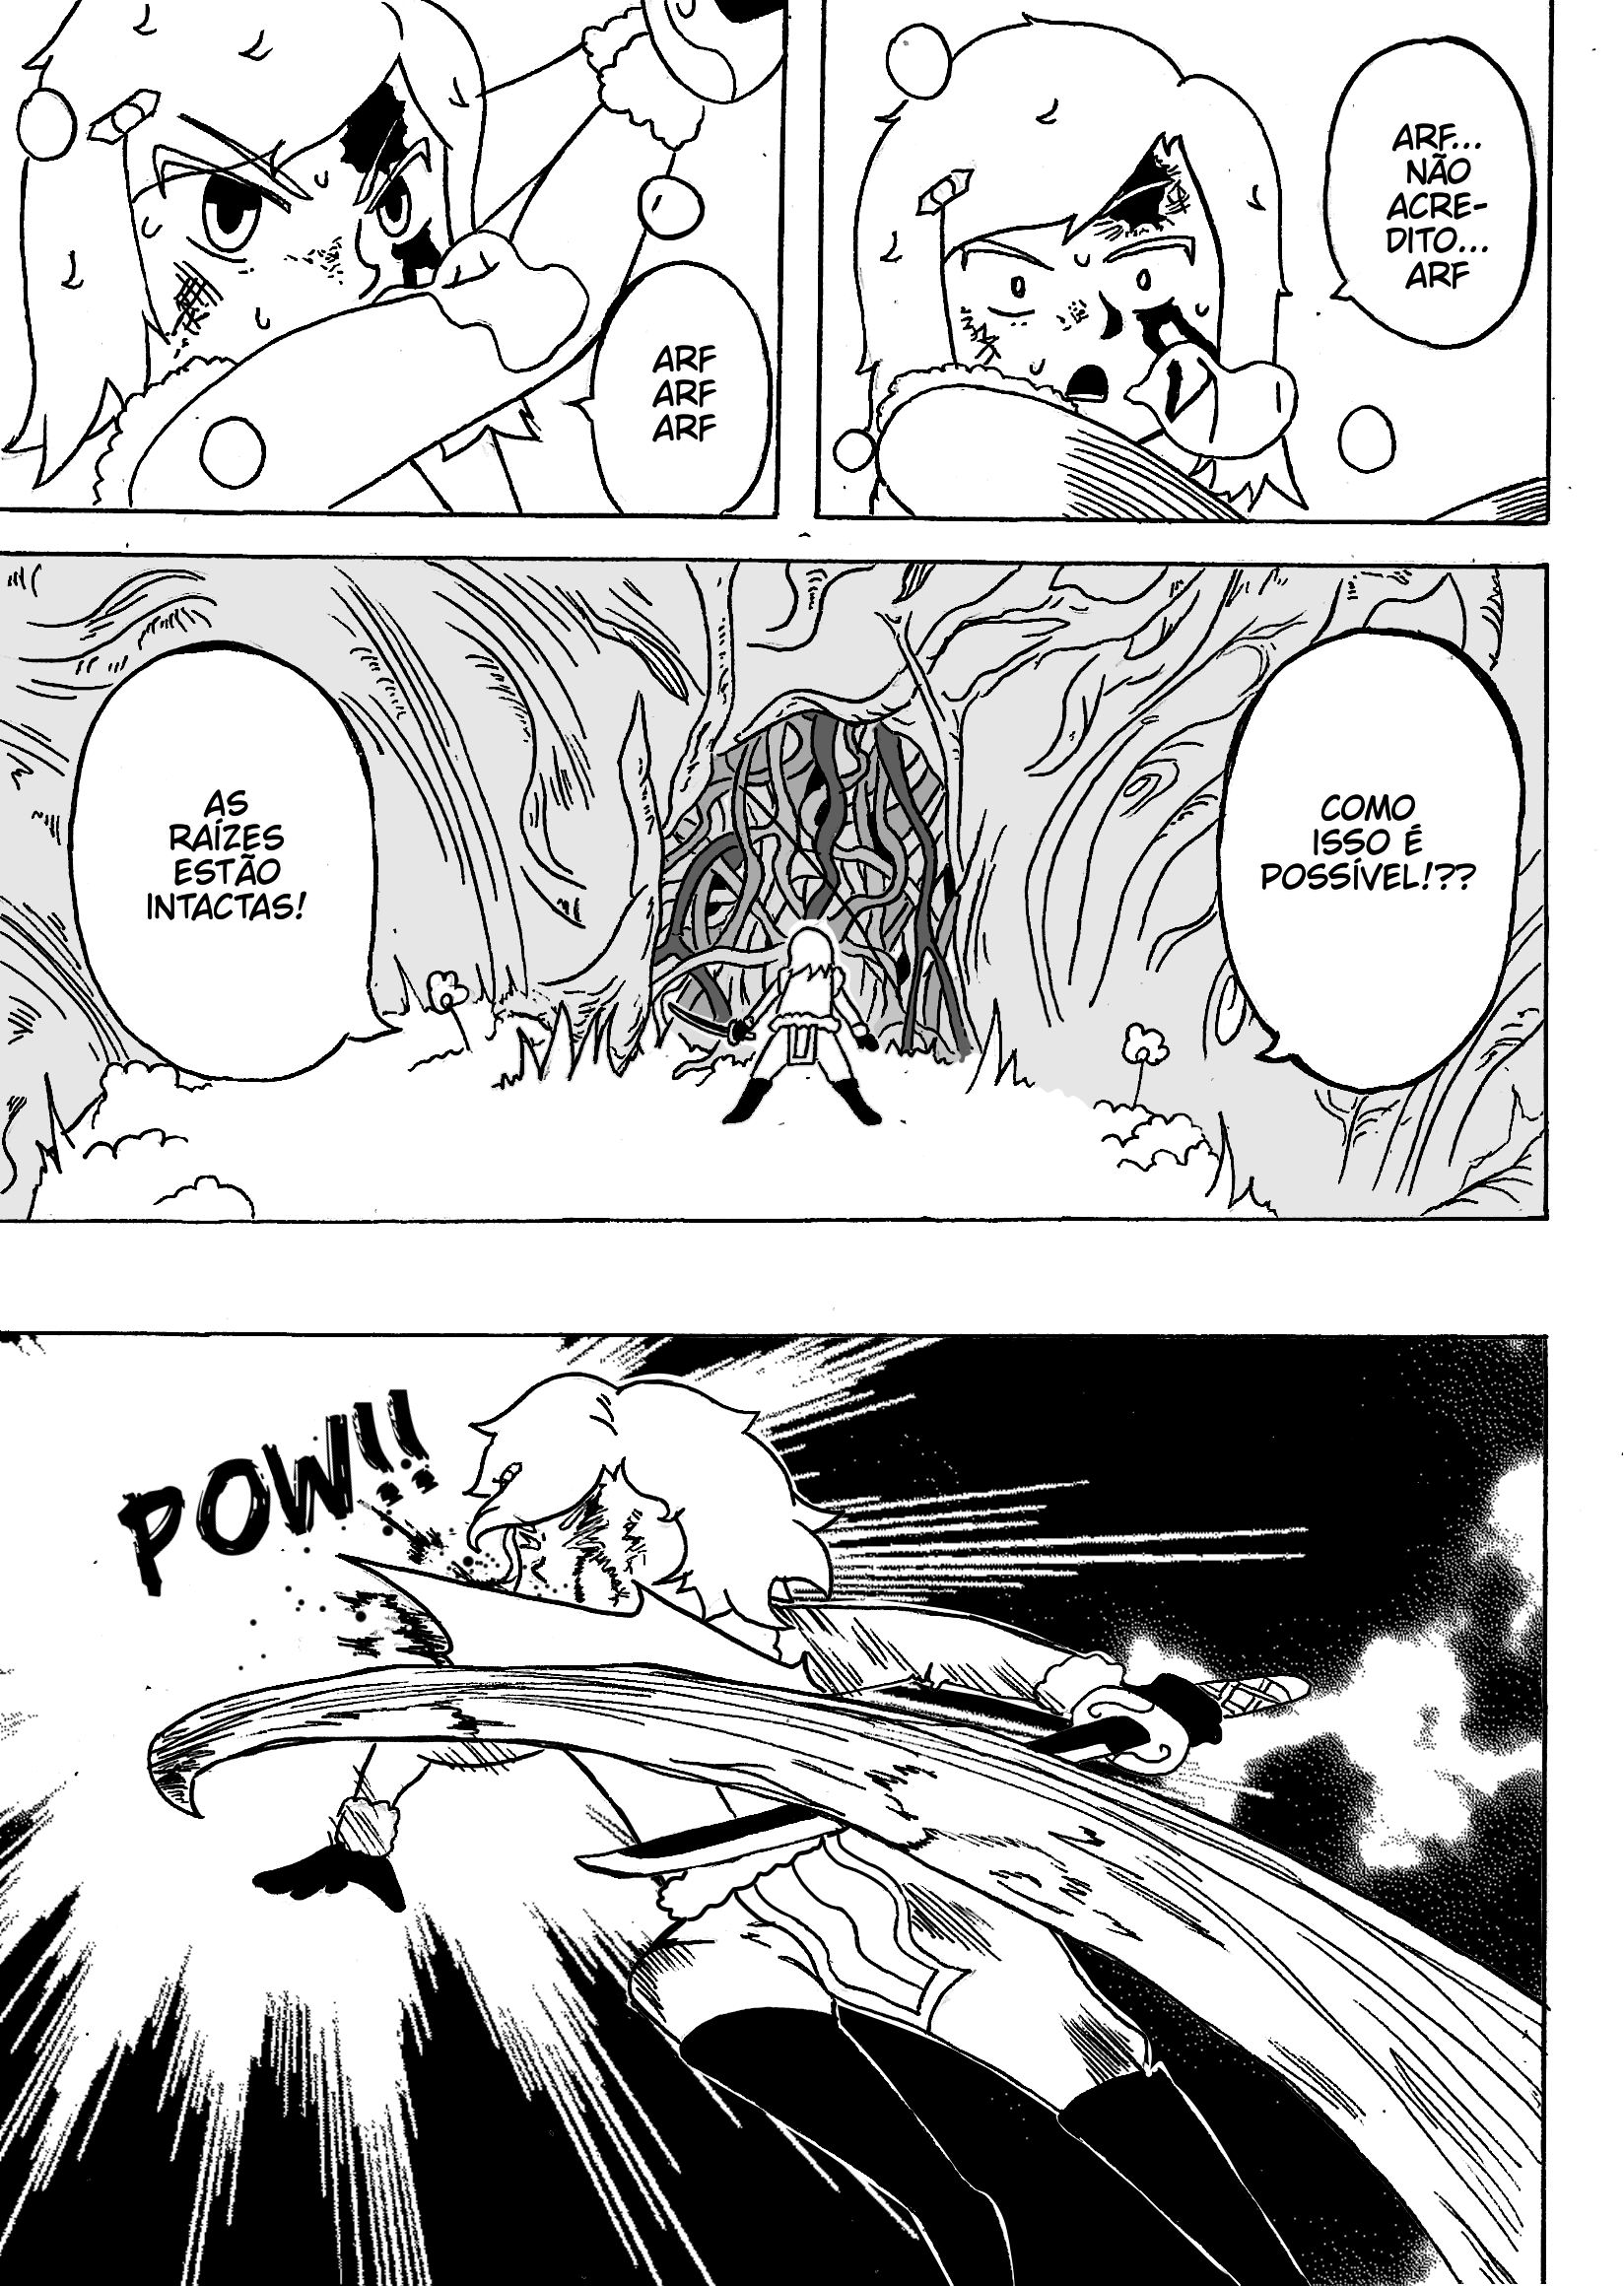 ARF...
NÃO
ACRE-
DITO...
ARF
ARF
ARF
ARF
COMO
ISSO É
POSSÍVEL!??
AS
RAÍZES
ESTÃO
INTACTAS!
POW!!